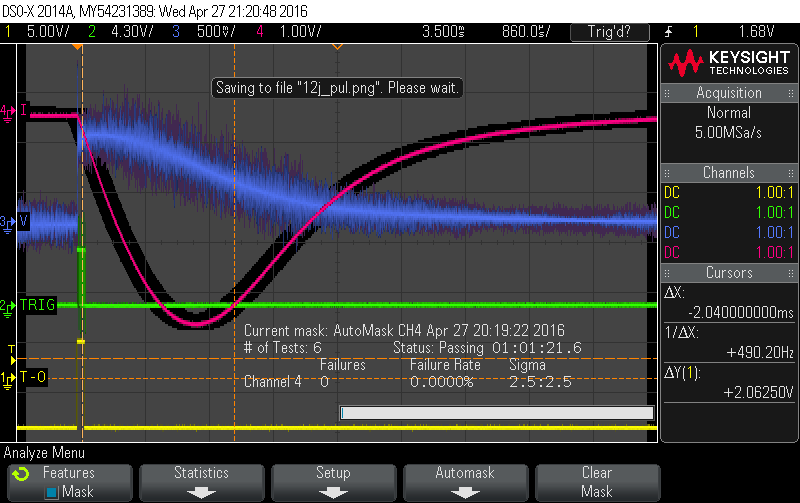 DSO-X 2014A, MY54231389: Wed Apr 27 21:20:48 2016
1 5.00V/ 2 4.30V/ 3 500mV/ 4 1.00V/ 3.500s 860.0s/ Trig'd? 1 1.68V
Saving to file "12j_pul.png". Please wait.
KEYSIGHT
TECHNOLOGIES
Acquisition
Normal
5.00MSa/s
Channels
DC 1.00:1
DC 1.00:1
DC 1.00:1
DC 1.00:1
Cursors
ΔX:
-2.040000000ms
1/ΔX:
+490.20Hz
ΔY(1):
+2.06250V
4 I
3 V
2 TRIG
T
1 T-0
Current mask: AutoMask CH4 Apr 27 20:19:22 2016
# of Tests: 6 Status: Passing 01:01:21.6
Failures Failure Rate Sigma
Channel 4 0 0.0000% 2.5:2.5
Analyze Menu
Features
Mask
Statistics
Setup
Automask
Clear
Mask